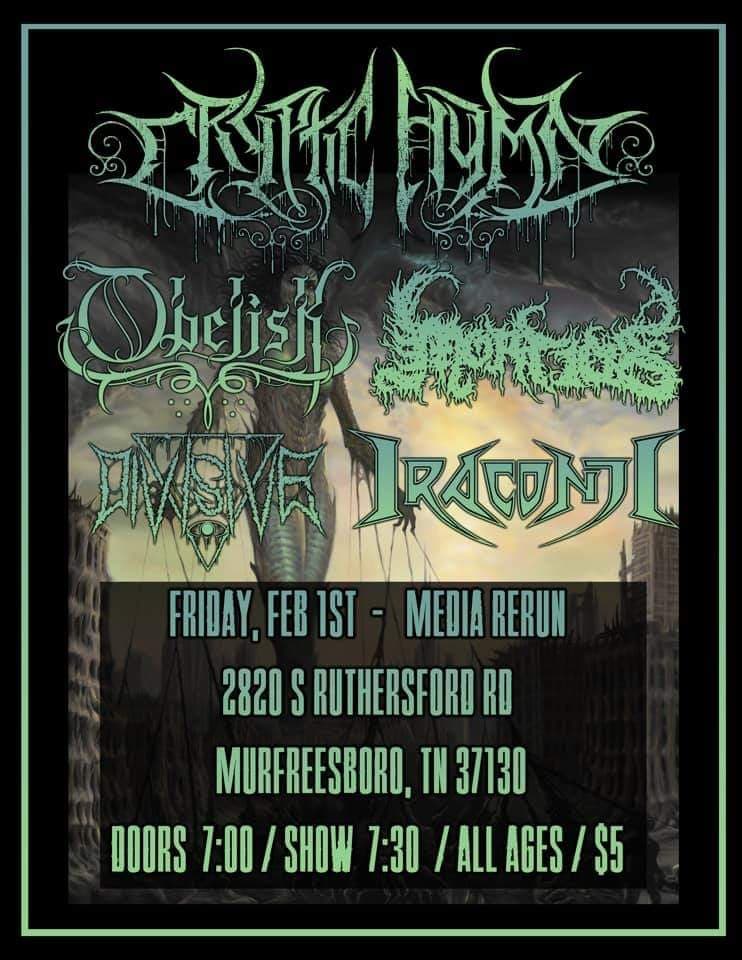 CRYPTIC HYMN
Obelisk
DIVISIVE
IRACONJI
FRIDAY, FEB 1ST - MEDIA RERUN
2820 S RUTHERSFORD RD
MURFREESBORO, TN 37130
DOORS 7:00 / SHOW 7:30 / ALL AGES / $5